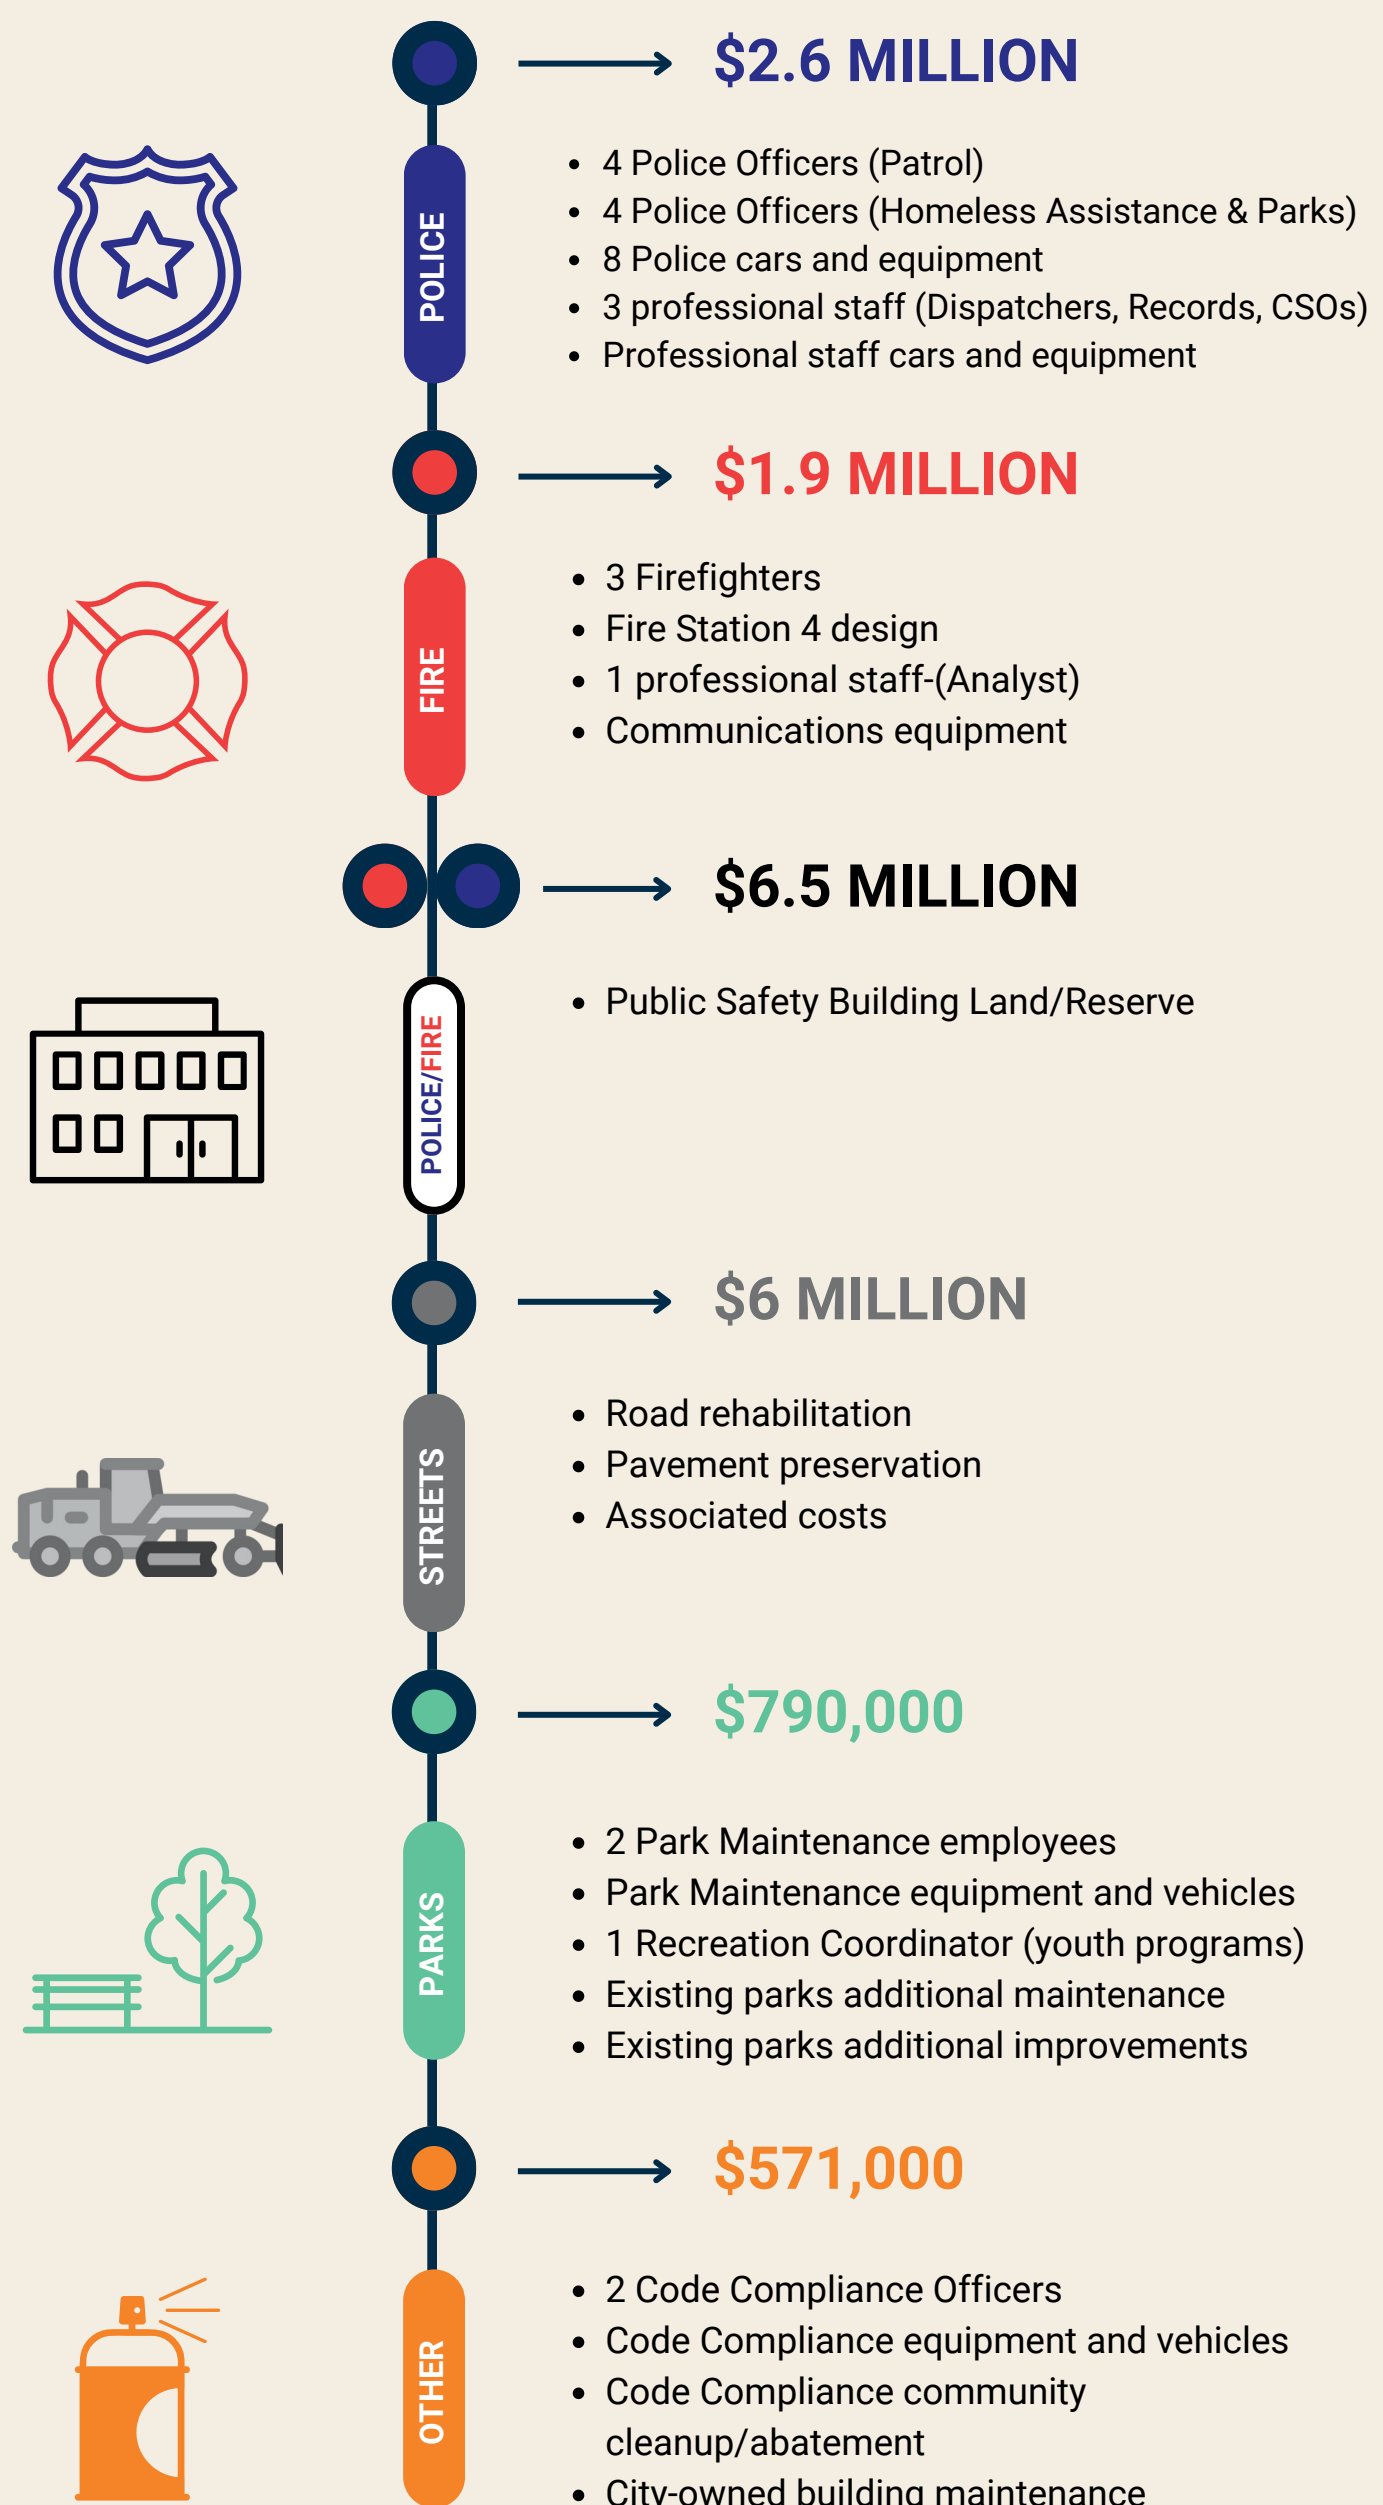 $2.6 MILLION
POLICE
• 4 Police Officers (Patrol)
• 4 Police Officers (Homeless Assistance & Parks)
• 8 Police cars and equipment
• 3 professional staff (Dispatchers, Records, CSOs)
• Professional staff cars and equipment
$1.9 MILLION
FIRE
• 3 Firefighters
• Fire Station 4 design
• 1 professional staff-(Analyst)
• Communications equipment
$6.5 MILLION
POLICE/FIRE
• Public Safety Building Land/Reserve
$6 MILLION
STREETS
• Road rehabilitation
• Pavement preservation
• Associated costs
$790,000
PARKS
• 2 Park Maintenance employees
• Park Maintenance equipment and vehicles
• 1 Recreation Coordinator (youth programs)
• Existing parks additional maintenance
• Existing parks additional improvements
$571,000
OTHER
• 2 Code Compliance Officers
• Code Compliance equipment and vehicles
• Code Compliance community
cleanup/abatement
• City-owned building maintenance